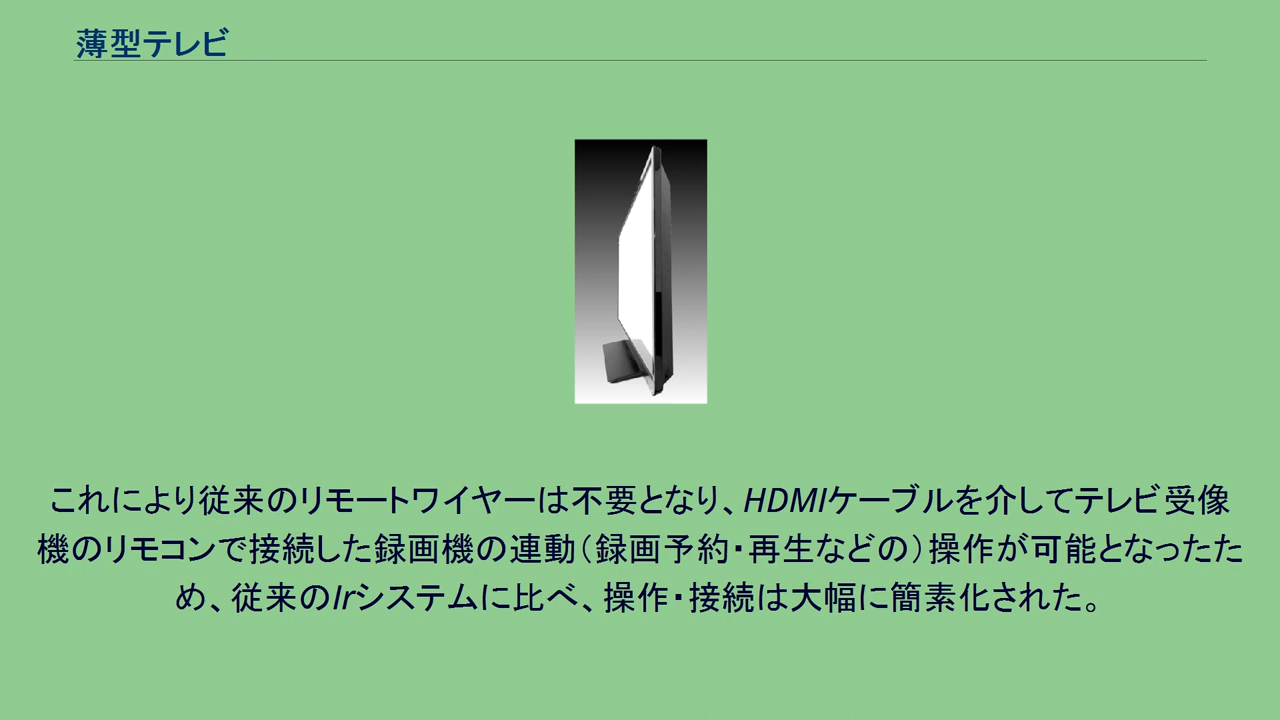 薄型テレビ
これにより従来のリモートワイヤーは不要となり、HDMIケーブルを介してテレビ受像
機のリモコンで接続した録画機の連動（録画予約・再生などの）操作が可能となったた
め、従来のIrシステムに比べ、操作・接続は大幅に簡素化された。